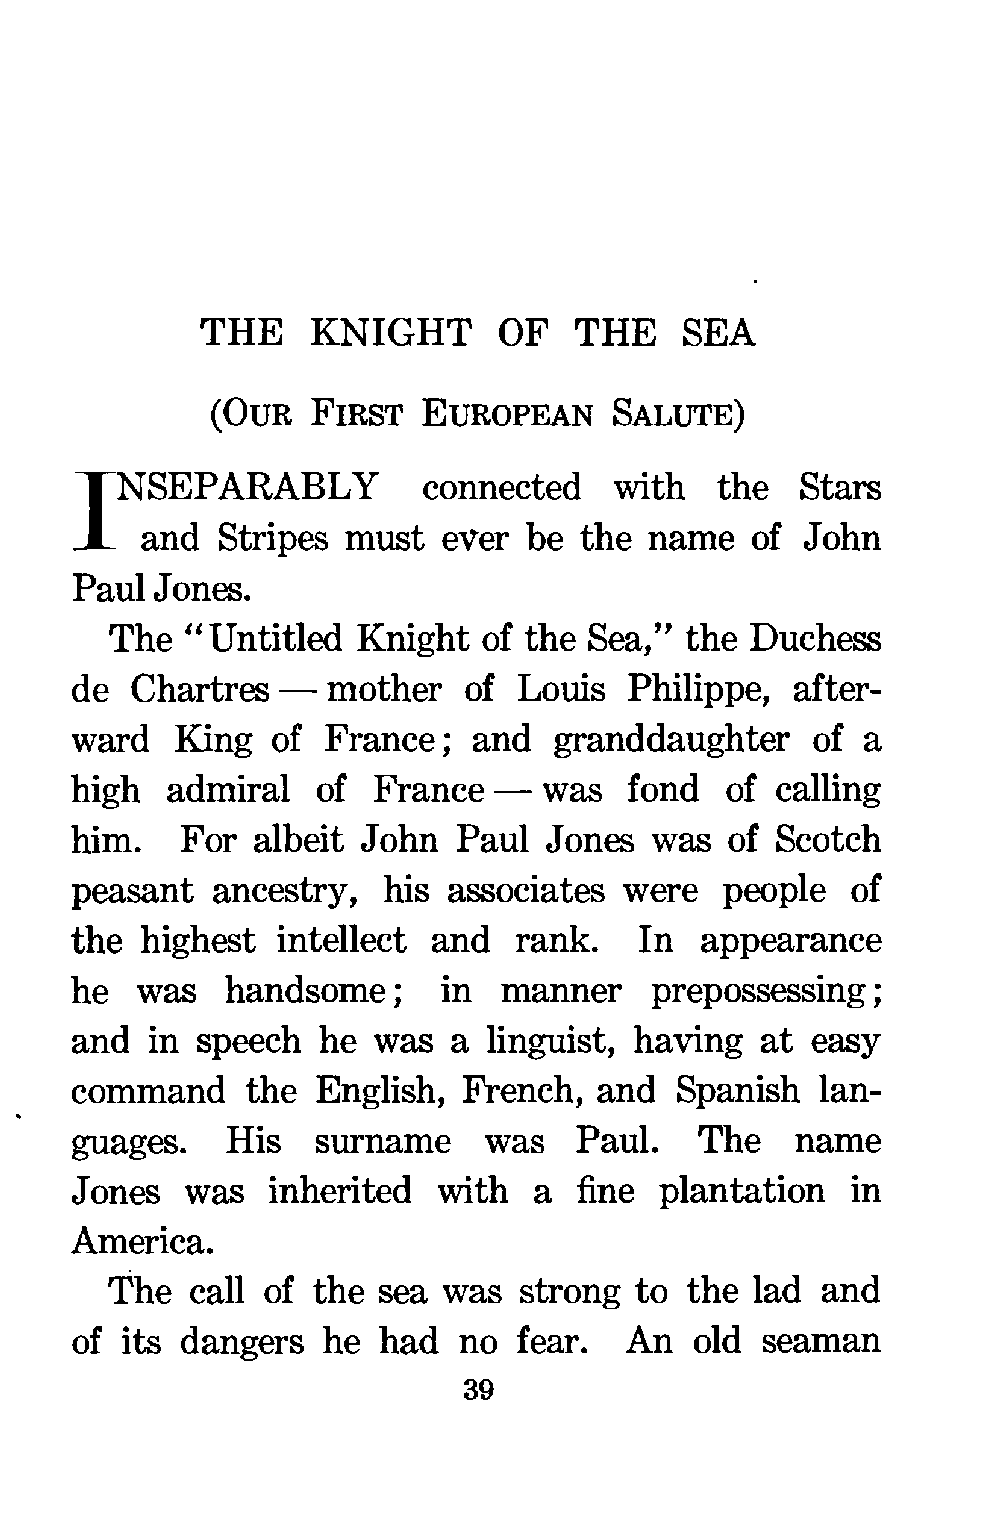 THE KNIGHT OF THE SEA
(OUR FIRST EUROPEAN SALUTE)
INSEPARABLY connected with the Stars
and Stripes must ever be the name of John
Paul Jones.
The "Untitled Knight of the Sea," the Duchess
de Chartres — mother of Louis Philippe, after-
ward King of France; and granddaughter of a
high admiral of France — was fond of calling
him. For albeit John Paul Jones was of Scotch
peasant ancestry, his associates were people of
the highest intellect and rank. In appearance
he was handsome; in manner prepossessing;
and in speech he was a linguist, having at easy
command the English, French, and Spanish lan-
guages. His surname was Paul. The name
Jones was inherited with a fine plantation in
America.
The call of the sea was strong to the lad and
of its dangers he had no fear. An old seaman
39